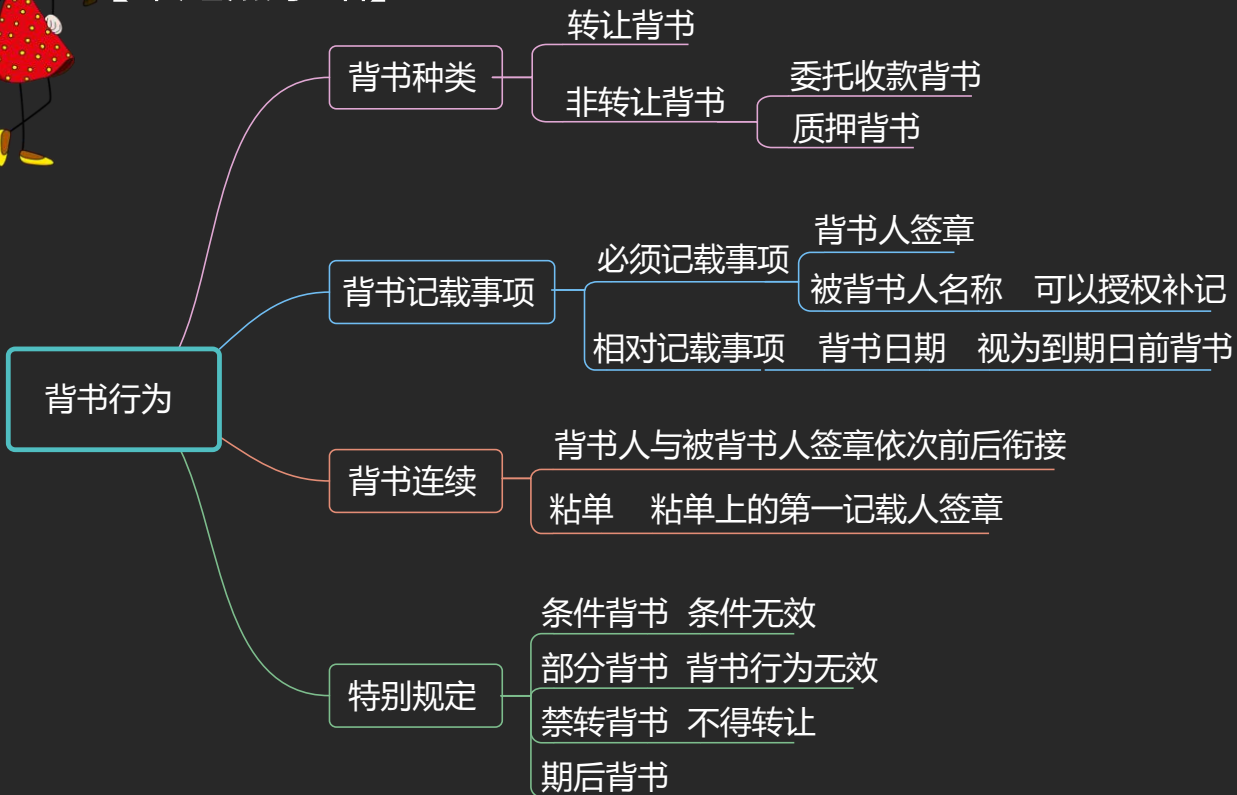 转让背书
背书种类
非转让背书
委托收款背书
质押背书
背书人签章
必须记载事项
被背书人名称 可以授权补记
背书记载事项
相对记载事项 背书日期 视为到期日前背书
背书行为
背书人与被背书人签章依次前后衔接
背书连续
粘单 粘单上的第一记载人签章
条件背书 条件无效
部分背书 背书行为无效
特别规定
禁转背书 不得转让
期后背书